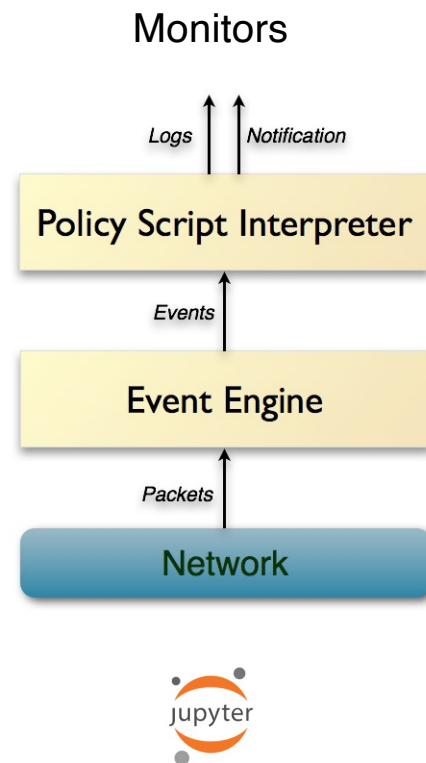 Monitors
Logs
Notification
Policy Script Interpreter
Events
Event Engine
Packets
Network
jupyter